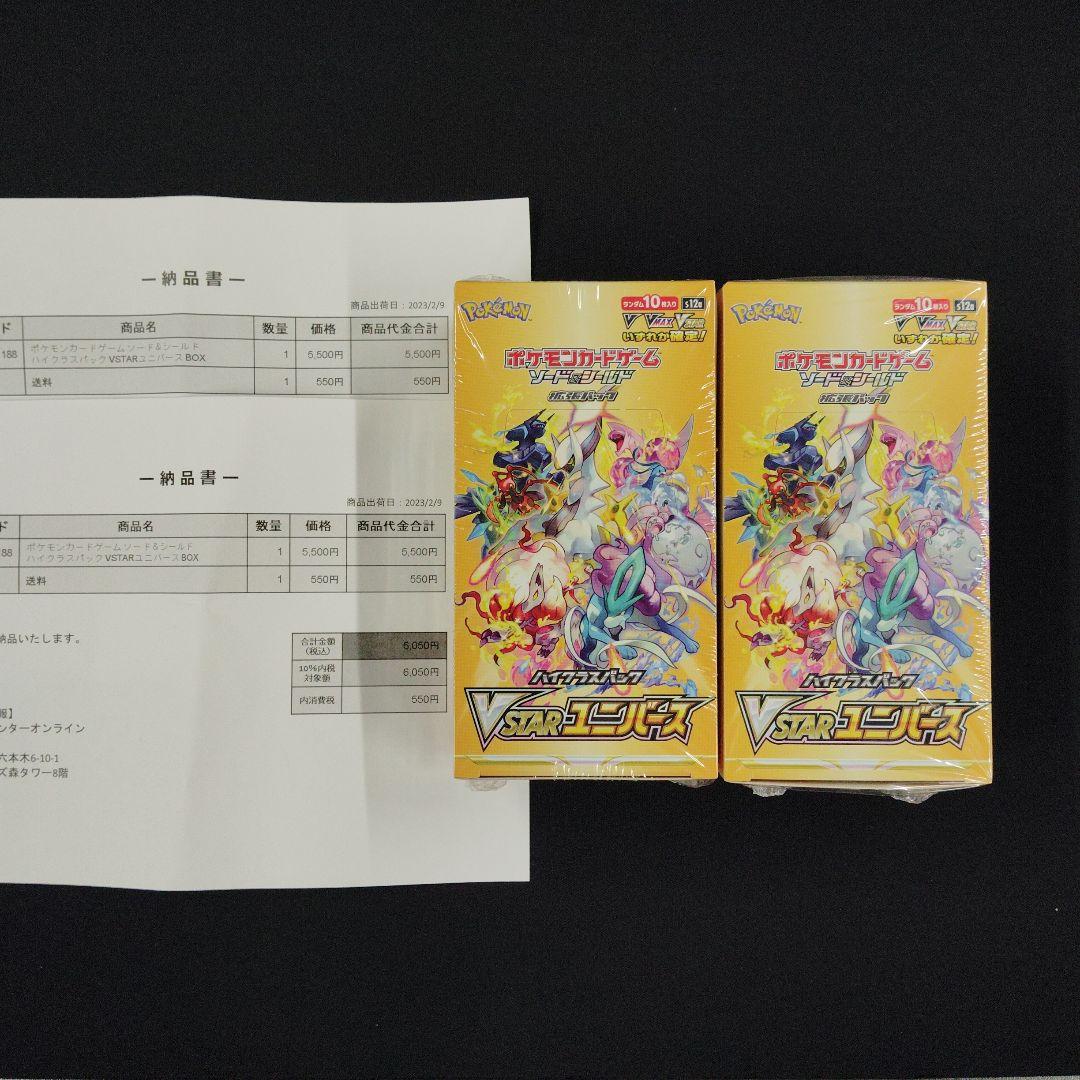 ー納品書ー
商品出荷日：2023/2/9
ド 商品名 数量 価格 商品代金合計
188 ポケモンカードゲームソード&シールド
ハイクラスパック VSTARユニバース BOX 1 5,500円 5,500円
送料 1 550円 550円
ー納品書ー
商品出荷日：2023/2/9
ド 商品名 数量 価格 商品代金合計
188 ポケモンカードゲームソード&シールド
ハイクラスパック VSTARユニバース BOX 1 5,500円 5,500円
送料 1 550円 550円
納品いたします。
合計金額
(税込) 6,050円
10%内税
対象額 6,050円
内消費税 550円
報】
ンターオンライン
六本木6-10-1
ズ森タワー8階
POKéMON
ランダム10枚入り s12a
V VMAX VSTAR
いずれか確定!
ポケモンカードゲーム
ソード&シールド
拡張パック
ハイクラスパック
VSTARユニバース
POKéMON
ランダム10枚入り s12a
V VMAX VSTAR
いずれか確定!
ポケモンカードゲーム
ソード&シールド
拡張パック
ハイクラスパック
VSTARユニバース